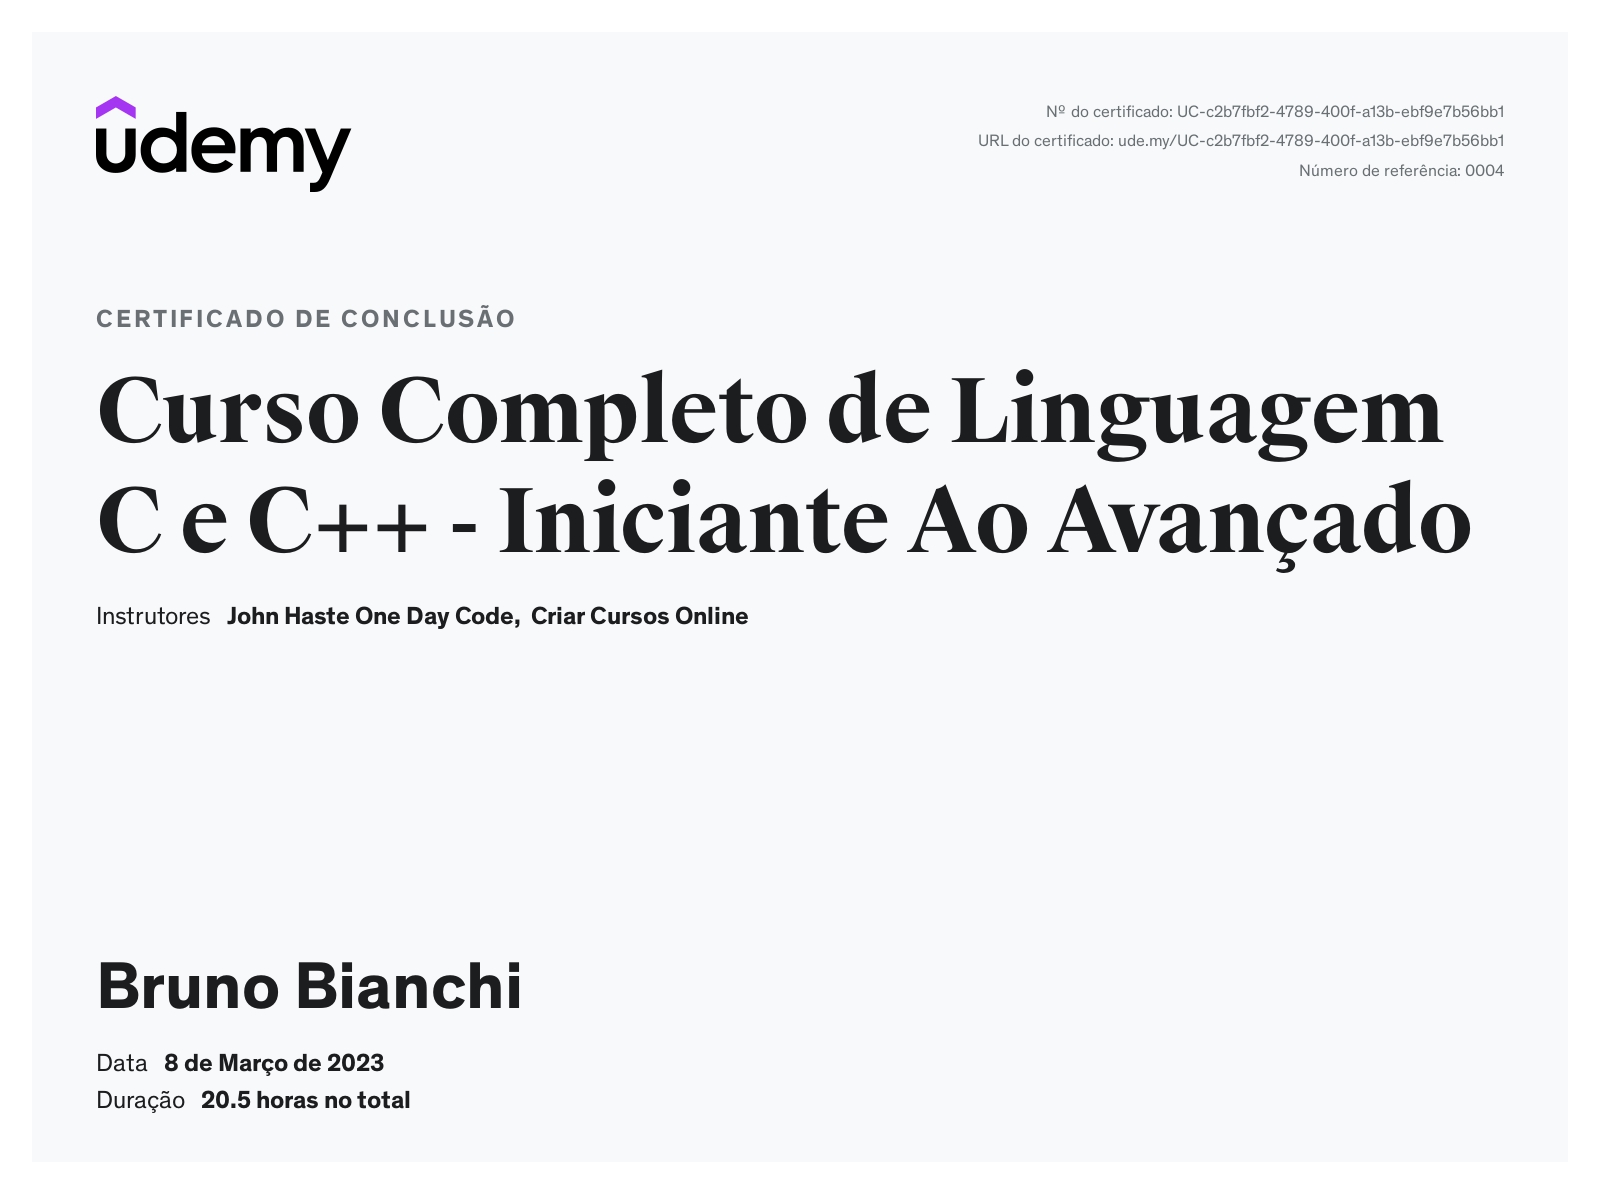 udemy
Nº do certificado: UC-c2b7fbf2-4789-400f-a13b-ebf9e7b56bb1
URL do certificado: ude.my/UC-c2b7fbf2-4789-400f-a13b-ebf9e7b56bb1
Número de referência: 0004
CERTIFICADO DE CONCLUSÃO
Curso Completo de Linguagem
C e C++ - Iniciante Ao Avançado
Instrutores John Haste One Day Code, Criar Cursos Online
Bruno Bianchi
Data 8 de Março de 2023
Duração 20.5 horas no total